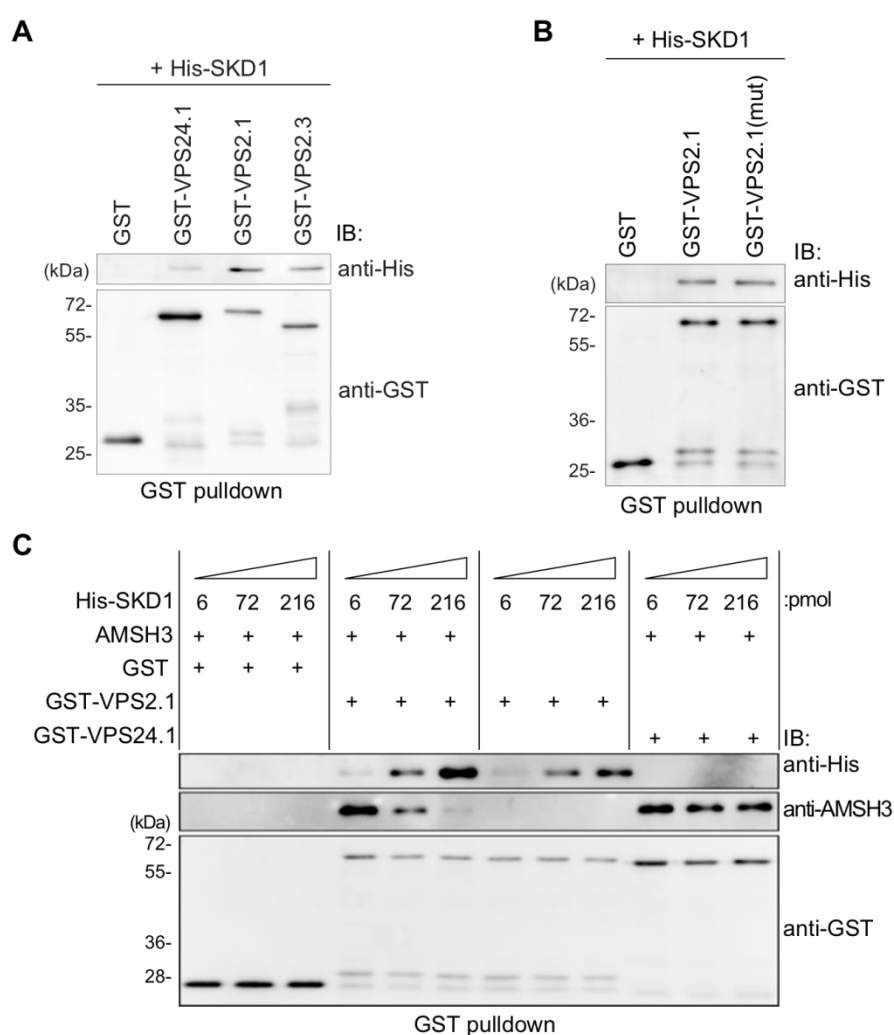 A
+ His-SKD1
GST
GST-VPS24.1
GST-VPS2.1
GST-VPS2.3
IB:
(kDa)
anti-His
72-
55-
35-
25-
anti-GST
GST pulldown
B
+ His-SKD1
GST
GST-VPS2.1
GST-VPS2.1(mut)
IB:
(kDa)
anti-His
72-
55-
36-
25-
anti-GST
GST pulldown
C
His-SKD1 6 72 216 6 72 216 6 72 216 6 72 216 :pmol
AMSH3 + + + + + + + + +
GST + + +
GST-VPS2.1 + + + + + +
GST-VPS24.1 + + + IB:
anti-His
anti-AMSH3
(kDa)
72-
55-
36-
28-
anti-GST
GST pulldown